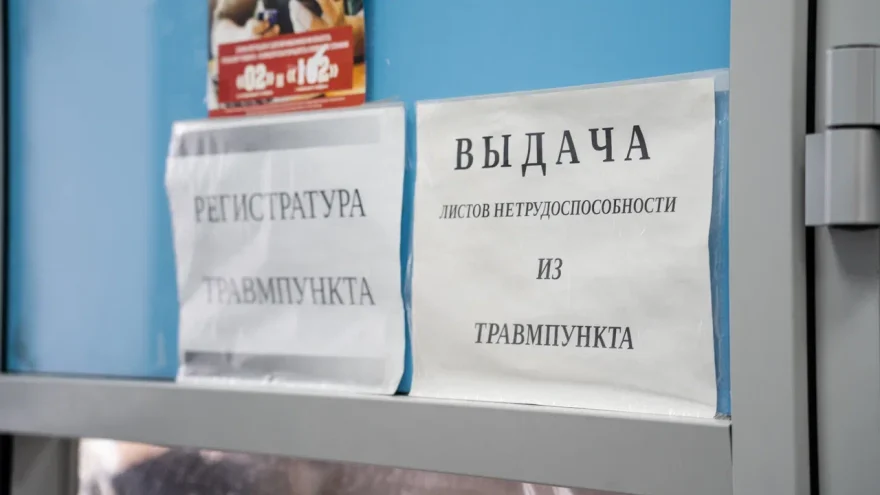 «02» и «102»
РЕГИСТРАТУРА
ТРАВМПУНКТА
ВЫДАЧА
ЛИСТОВ НЕТРУДОСПОСОБНОСТИ
ИЗ
ТРАВМПУНКТА